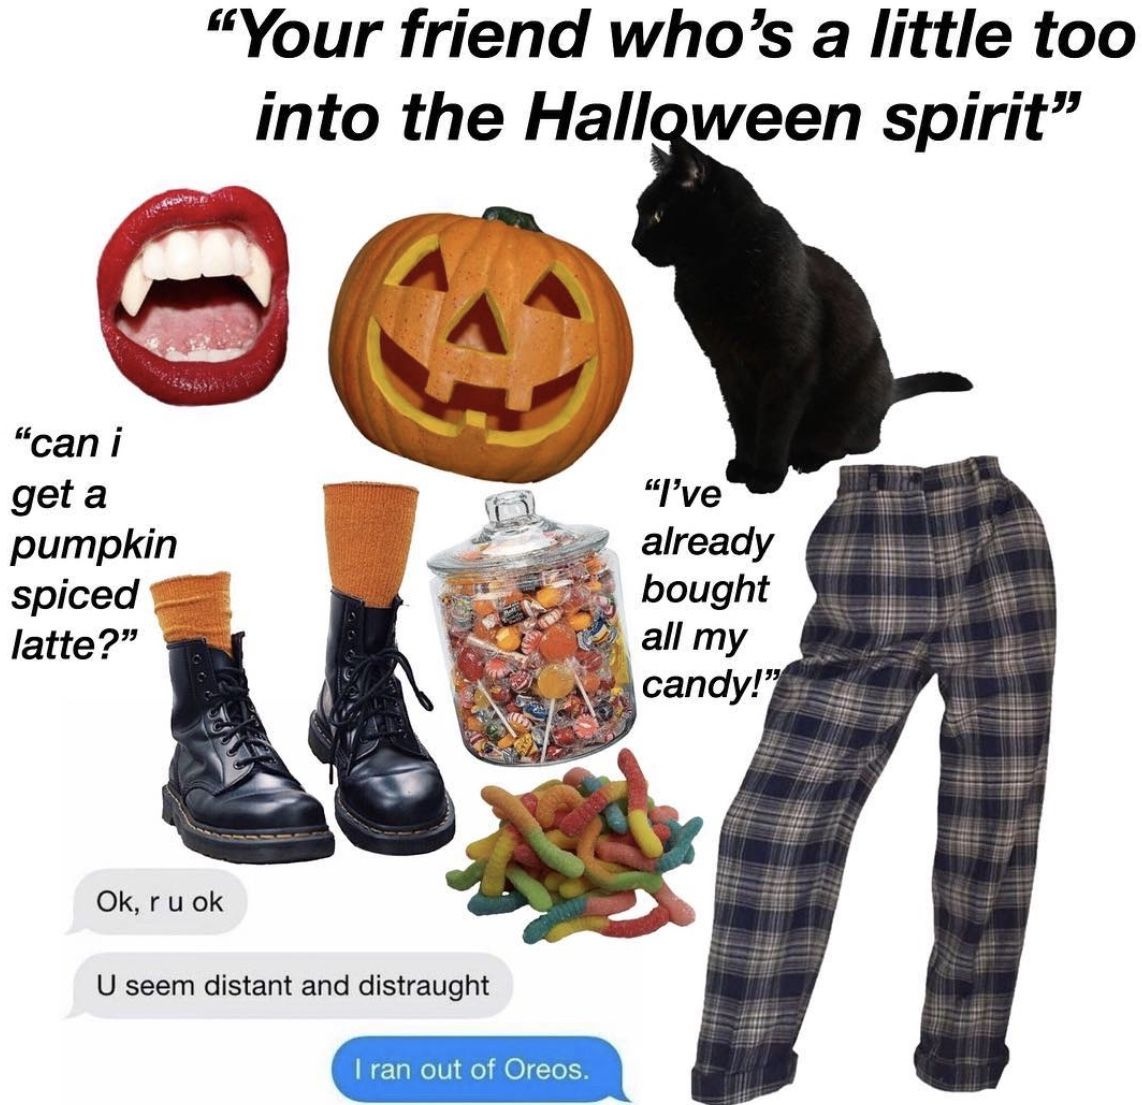 “Your friend who’s a little too
into the Halloween spirit”
“can i
get a
pumpkin
spiced
latte?”
“I’ve
already
bought
all my
candy!”
Ok, r u ok
U seem distant and distraught
I ran out of Oreos.